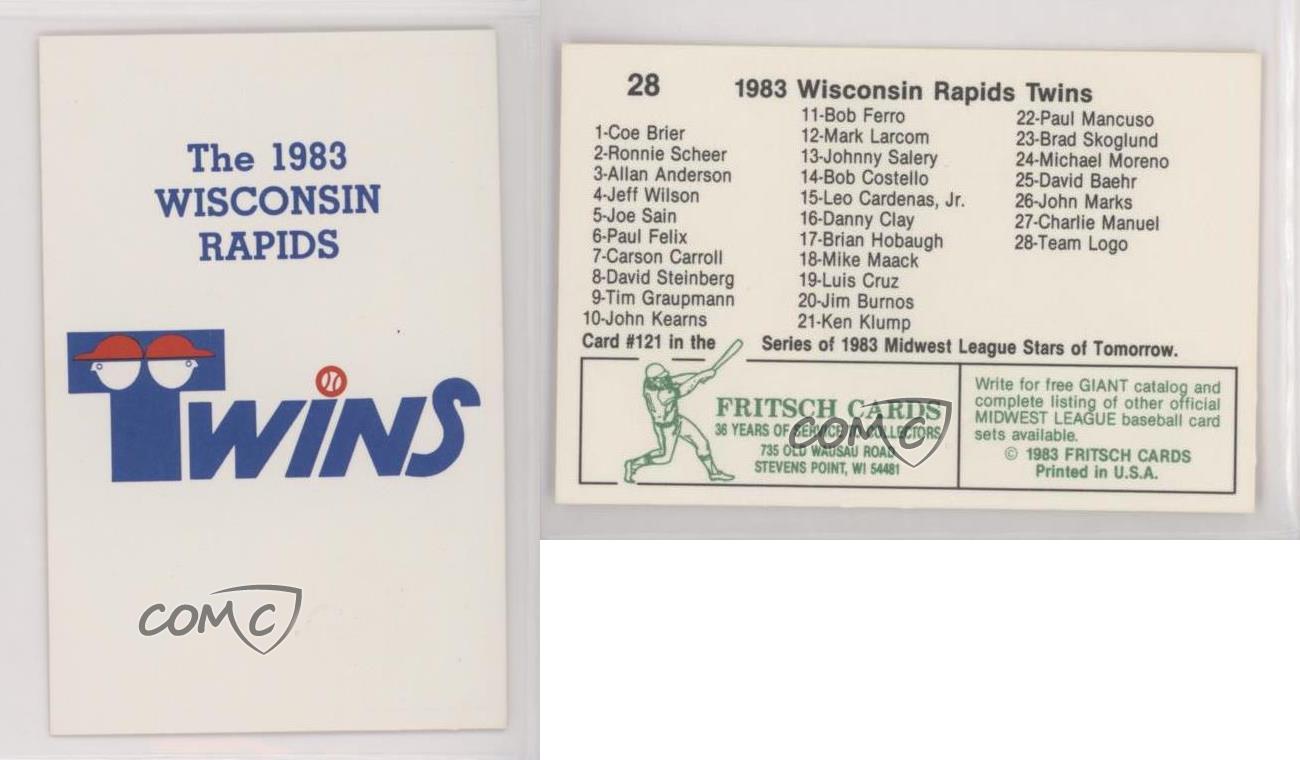 The 1983
WISCONSIN
RAPIDS
TWINS
COMC
28 1983 Wisconsin Rapids Twins
1-Coe Brier
2-Ronnie Scheer
3-Allan Anderson
4-Jeff Wilson
5-Joe Sain
6-Paul Felix
7-Carson Carroll
8-David Steinberg
9-Tim Graupmann
10-John Kearns
11-Bob Ferro
12-Mark Larcom
13-Johnny Salery
14-Bob Costello
15-Leo Cardenas, Jr.
16-Danny Clay
17-Brian Hobaugh
18-Mike Maack
19-Luis Cruz
20-Jim Burnos
21-Ken Klump
22-Paul Mancuso
23-Brad Skoglund
24-Michael Moreno
25-David Baehr
26-John Marks
27-Charlie Manuel
28-Team Logo
Card #121 in the Series of 1983 Midwest League Stars of Tomorrow.
FRITSCH CARDS
36 YEARS OF SERVICE TO COLLECTORS
735 OLD WAUSAU ROAD
STEVENS POINT, WI 54481
COMC
Write for free GIANT catalog and
complete listing of other official
MIDWEST LEAGUE baseball card
sets available.
© 1983 FRITSCH CARDS
Printed in U.S.A.